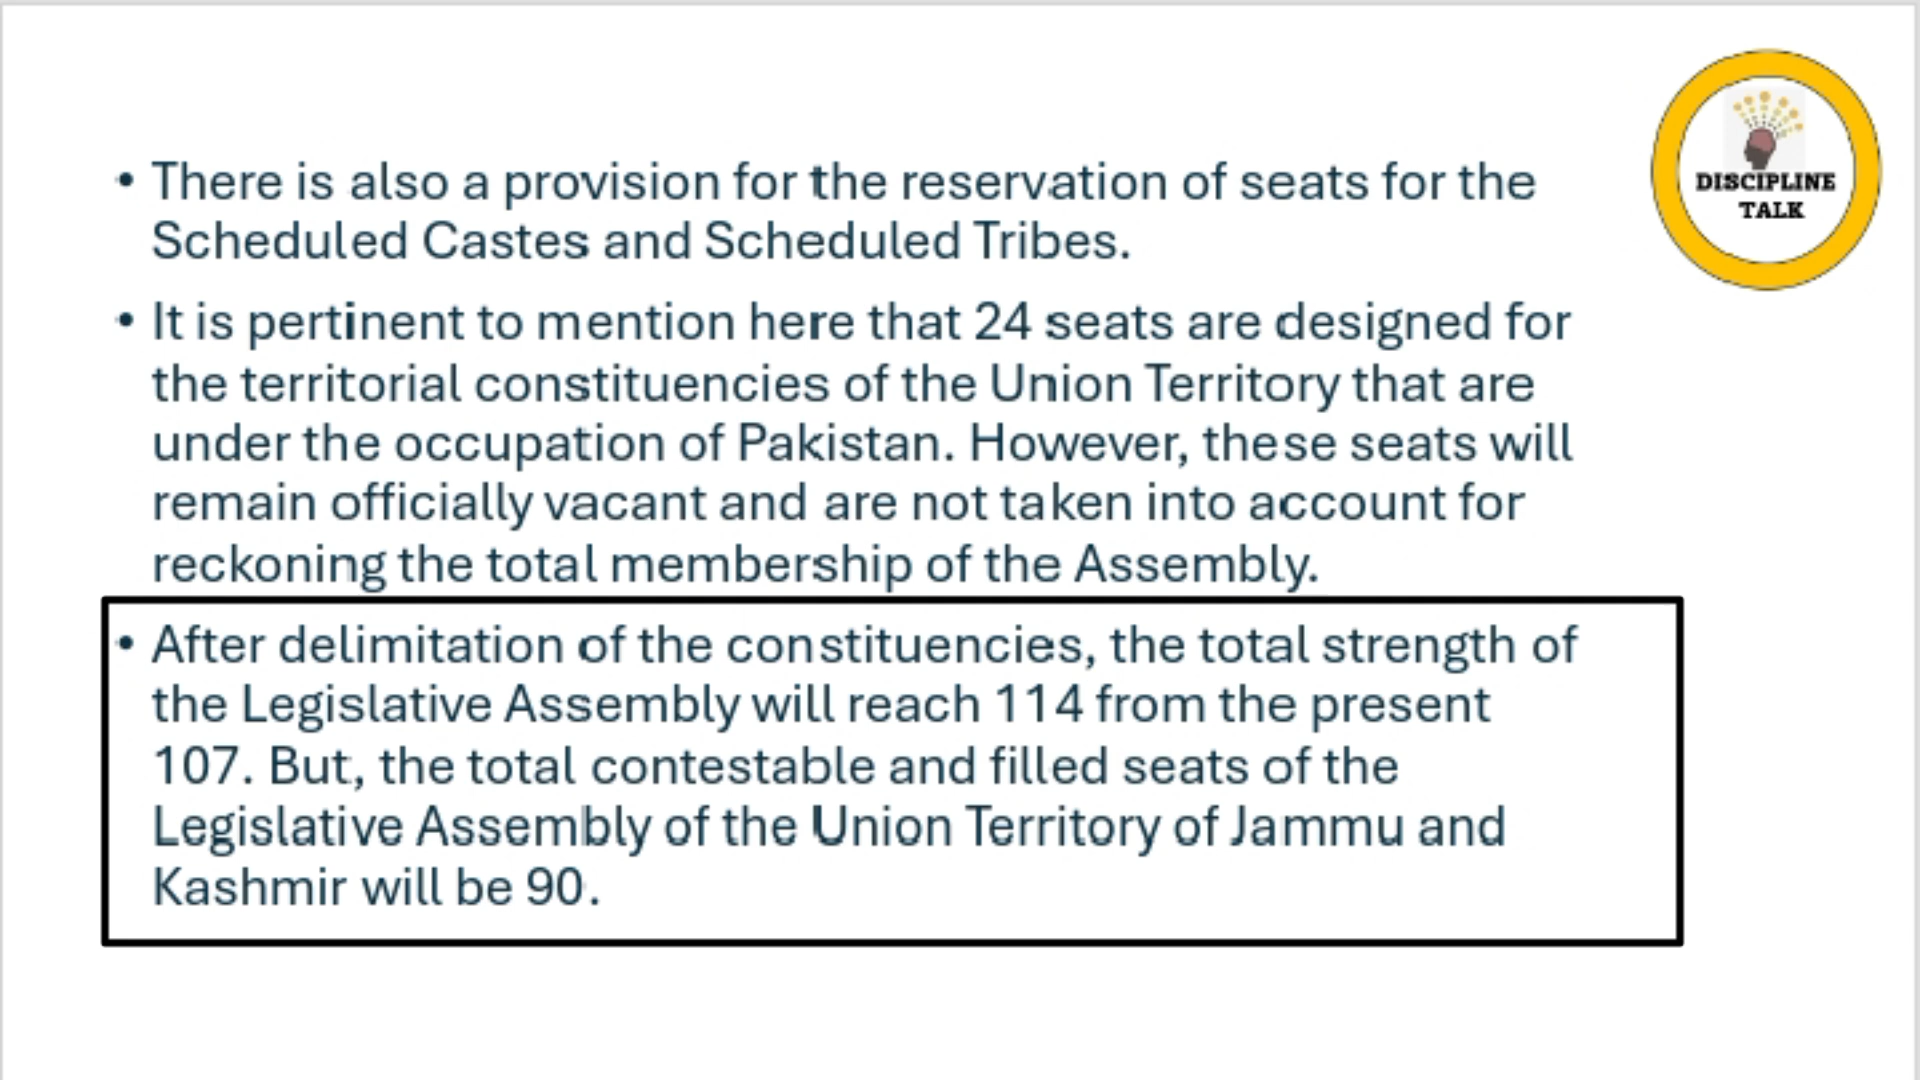 DISCIPLINE
TALK
• There is also a provision for the reservation of seats for the
Scheduled Castes and Scheduled Tribes.
• It is pertinent to mention here that 24 seats are designed for
the territorial constituencies of the Union Territory that are
under the occupation of Pakistan. However, these seats will
remain officially vacant and are not taken into account for
reckoning the total membership of the Assembly.
• After delimitation of the constituencies, the total strength of
the Legislative Assembly will reach 114 from the present
107. But, the total contestable and filled seats of the
Legislative Assembly of the Union Territory of Jammu and
Kashmir will be 90.